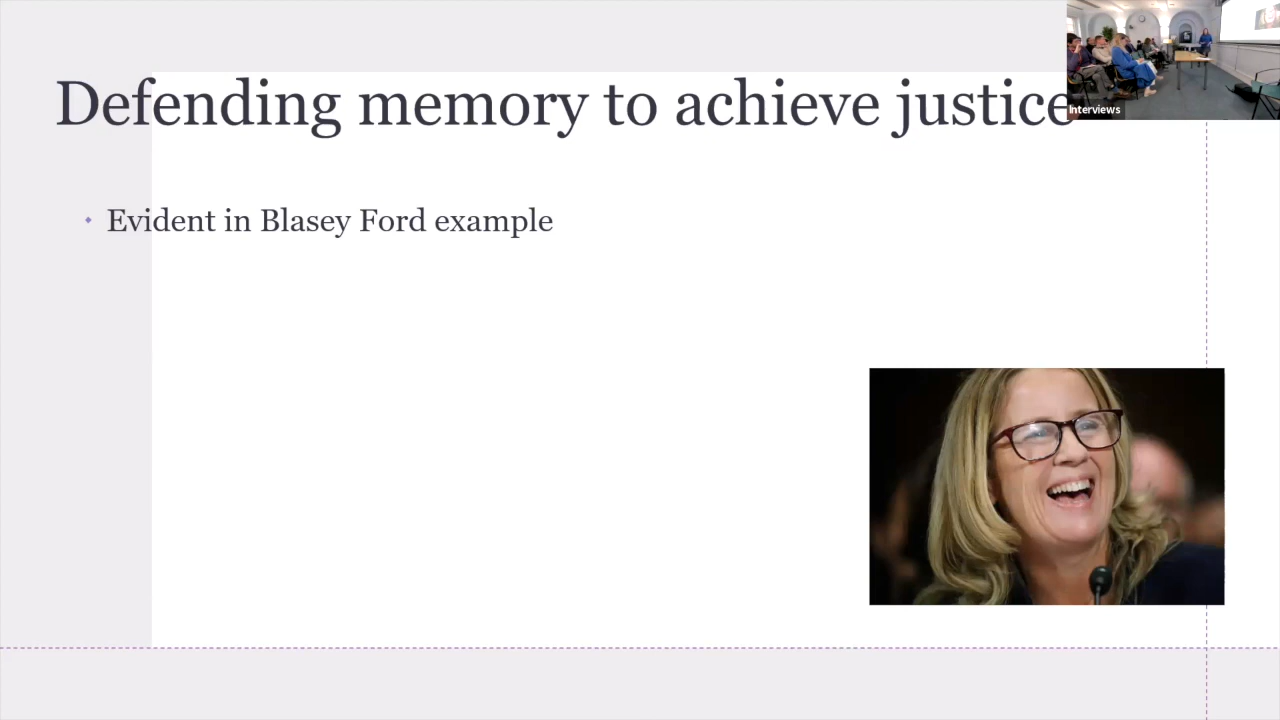 Defending memory to achieve justice
Interviews
Evident in Blasey Ford example